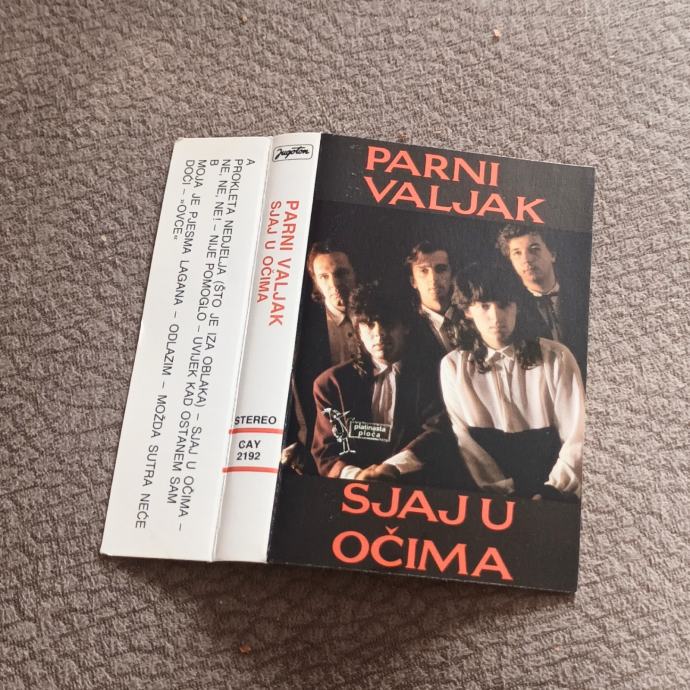 A
PROKLETA NEDJELJA (ŠTO JE IZA OBLAKA) – SJAJ U OČIMA –
NE, NE, NE! – NIJE POMOGLO – UVIJEK KAD OSTANEM SAM
B
MOJA JE PJESMA LAGANA – ODLAZIM – MOŽDA SUTRA NEĆE
DOĆI – »OVCE«
Jugoton
PARNI VALJAK
SJAJ U OČIMA
STEREO
CAY
2192
PARNI
VALJAK
platinasta
ploča
SJAJ U
OČIMA